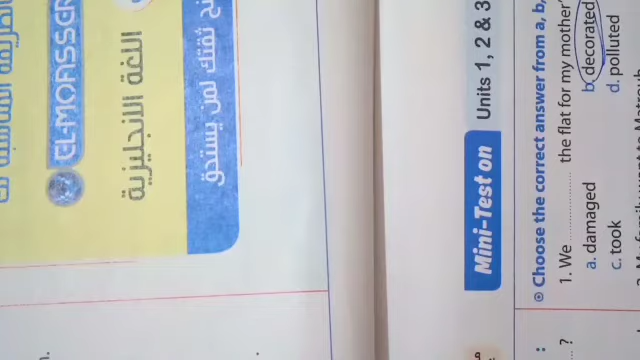 EL-MOASSER
اللغة الانجليزية
ثقتك لمن يستحق
Mini-Test on Units 1, 2 & 3
Choose the correct answer from a, b,
1. We ............ the flat for my mother'
a. damaged b. decorated
c. took d. polluted